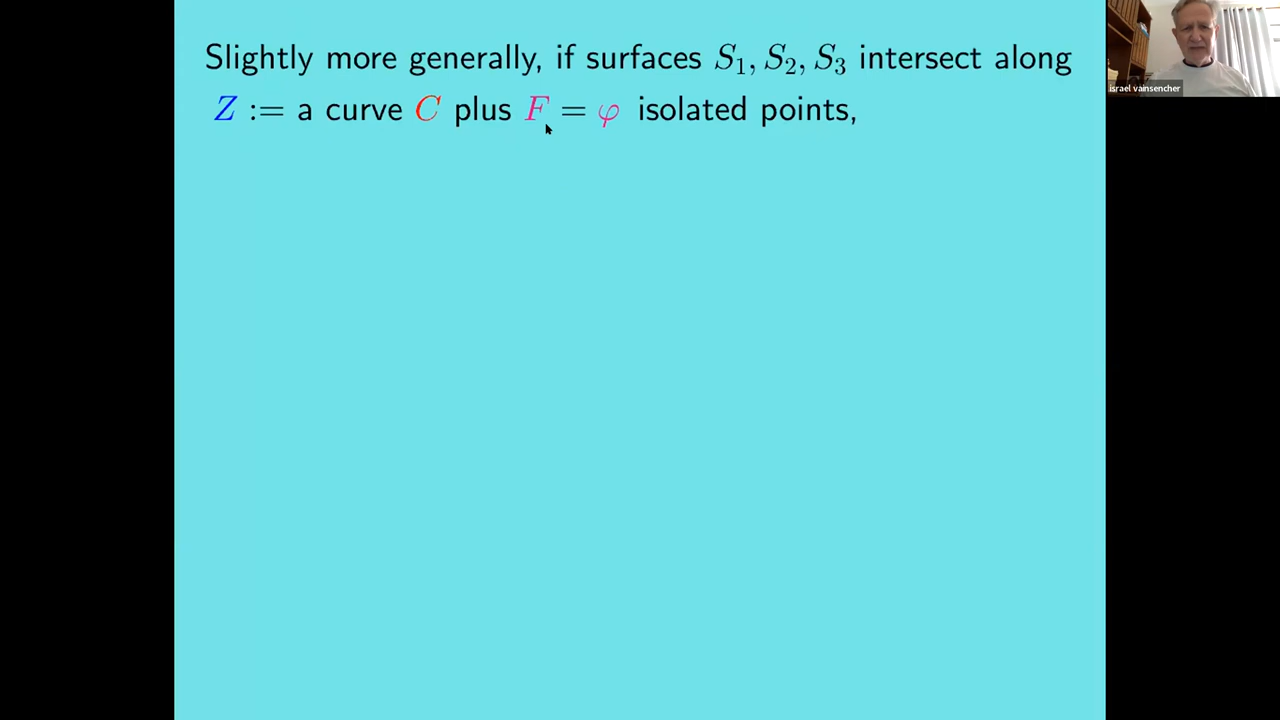 Slightly more generally, if surfaces S₁, S₂, S₃ intersect along
Z := a curve C plus F = φ isolated points,
israel vainsencher